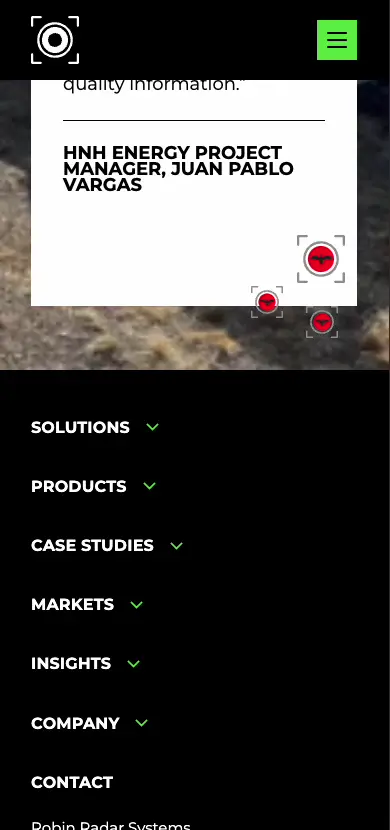 quality information."
HNH ENERGY PROJECT
MANAGER, JUAN PABLO
VARGAS
SOLUTIONS
PRODUCTS
CASE STUDIES
MARKETS
INSIGHTS
COMPANY
CONTACT
Robin Radar Systems